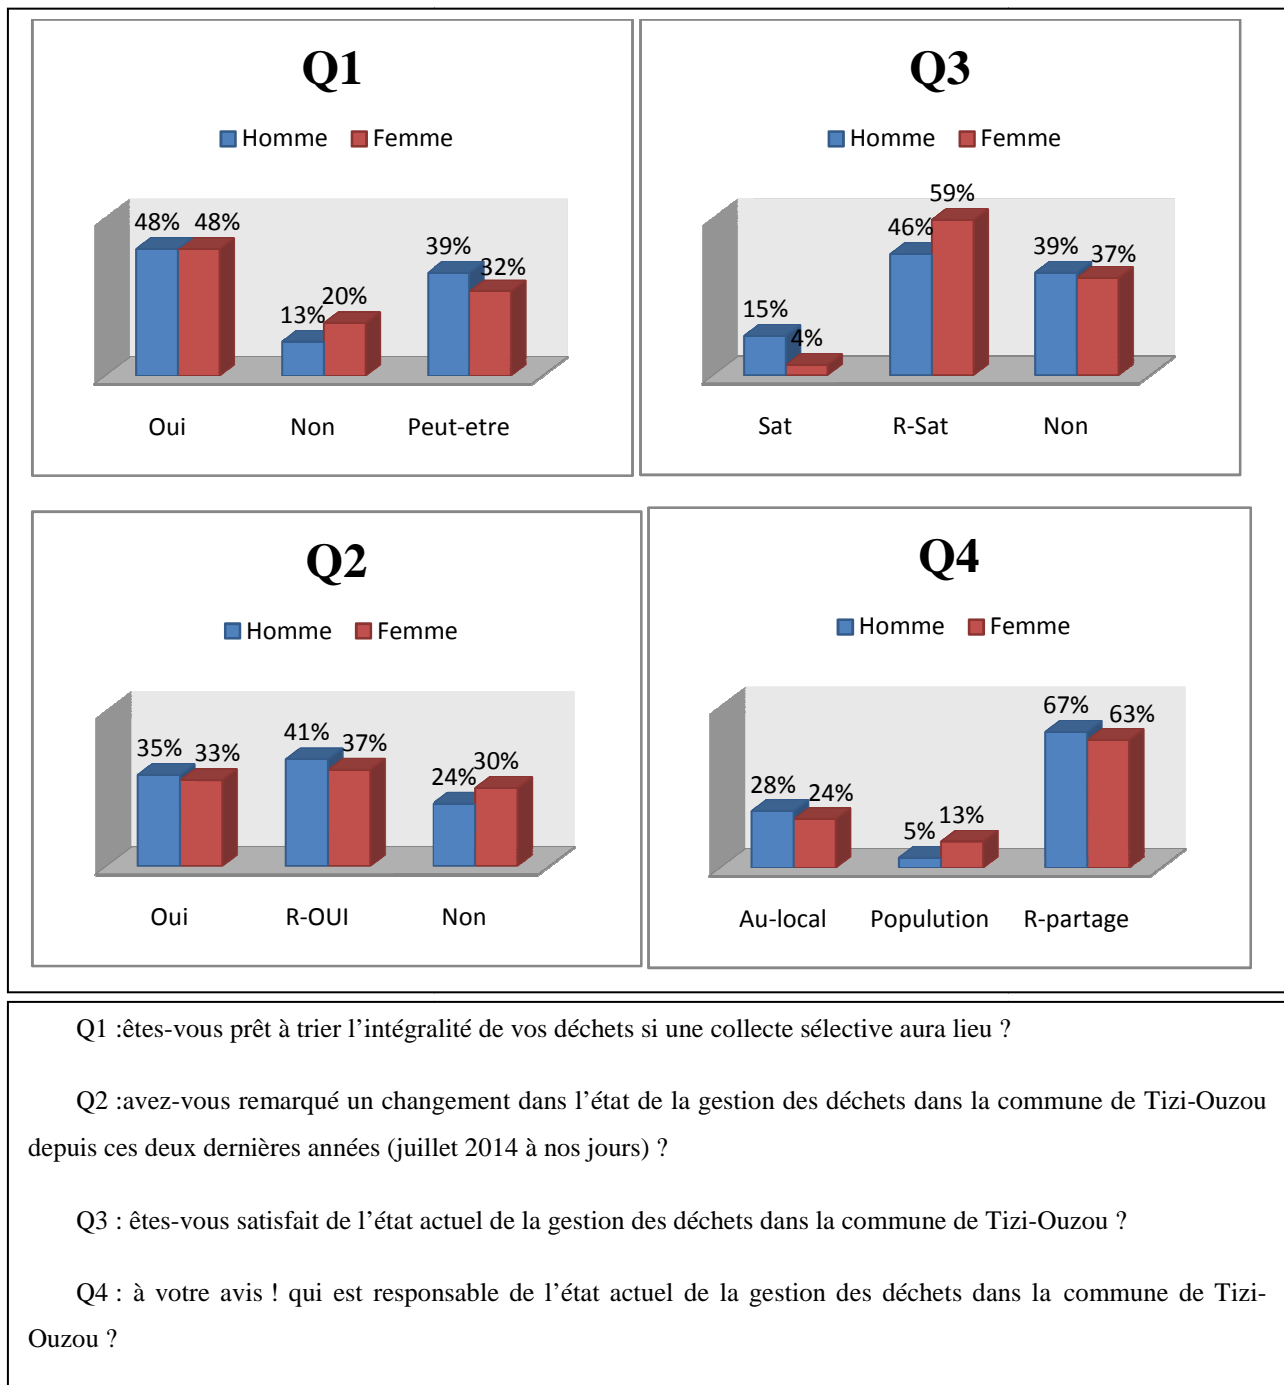 Q1
Homme Femme
48% 48% 13% 20% 39% 32%
Oui Non Peut-etre
Q3
Homme Femme
15% 4% 46% 59% 39% 37%
Sat R-Sat Non
Q2
Homme Femme
35% 33% 41% 37% 24% 30%
Oui R-OUI Non
Q4
Homme Femme
28% 24% 5% 13% 67% 63%
Au-local Populution R-partage
Q1 :êtes-vous prêt à trier l’intégralité de vos déchets si une collecte sélective aura lieu ?
Q2 :avez-vous remarqué un changement dans l’état de la gestion des déchets dans la commune de Tizi-Ouzou
depuis ces deux dernières années (juillet 2014 à nos jours) ?
Q3 : êtes-vous satisfait de l’état actuel de la gestion des déchets dans la commune de Tizi-Ouzou ?
Q4 : à votre avis ! qui est responsable de l’état actuel de la gestion des déchets dans la commune de Tizi-
Ouzou ?